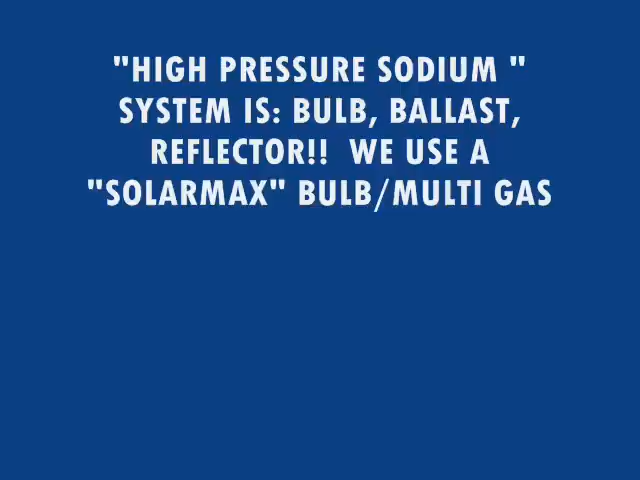 "HIGH PRESSURE SODIUM "
SYSTEM IS: BULB, BALLAST,
REFLECTOR!!  WE USE A
"SOLARMAX" BULB/MULTI GAS